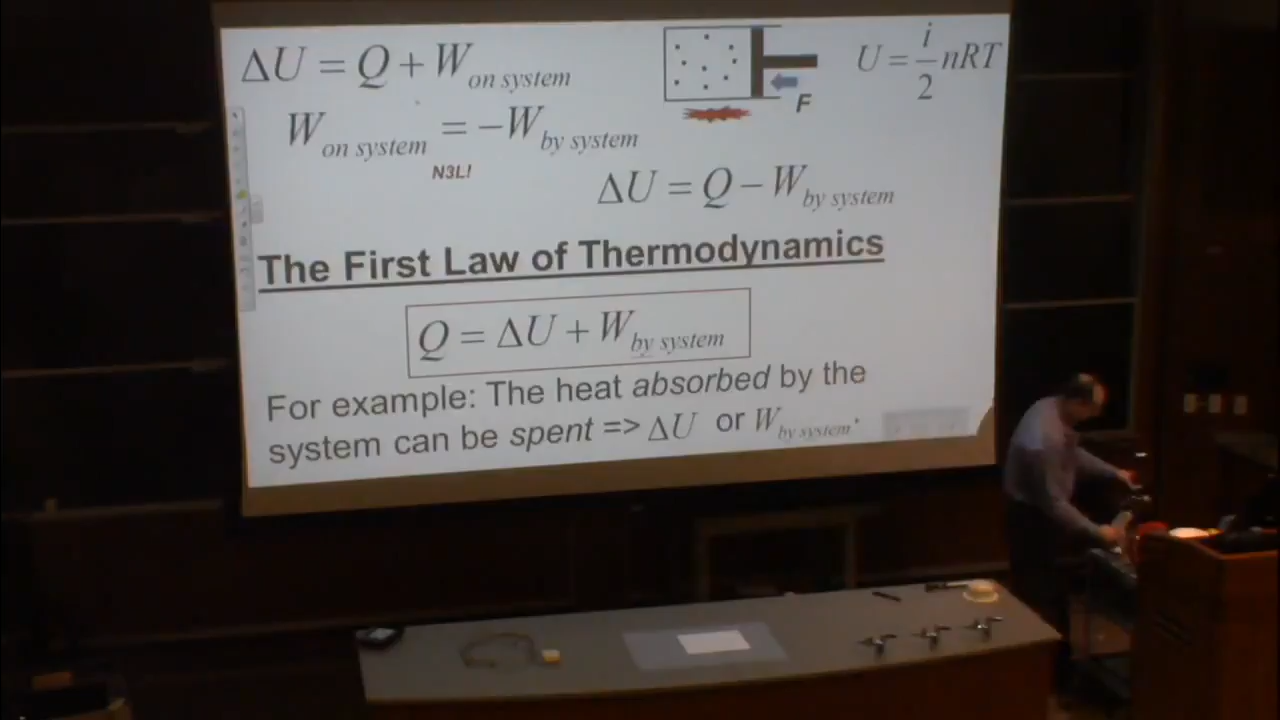 ΔU = Q + W on system
F
U = i/2 nRT
W on system = −W by system
N3L!
ΔU = Q − W by system
The First Law of Thermodynamics
Q = ΔU + W by system
For example: The heat absorbed by the
system can be spent => ΔU or W by system.